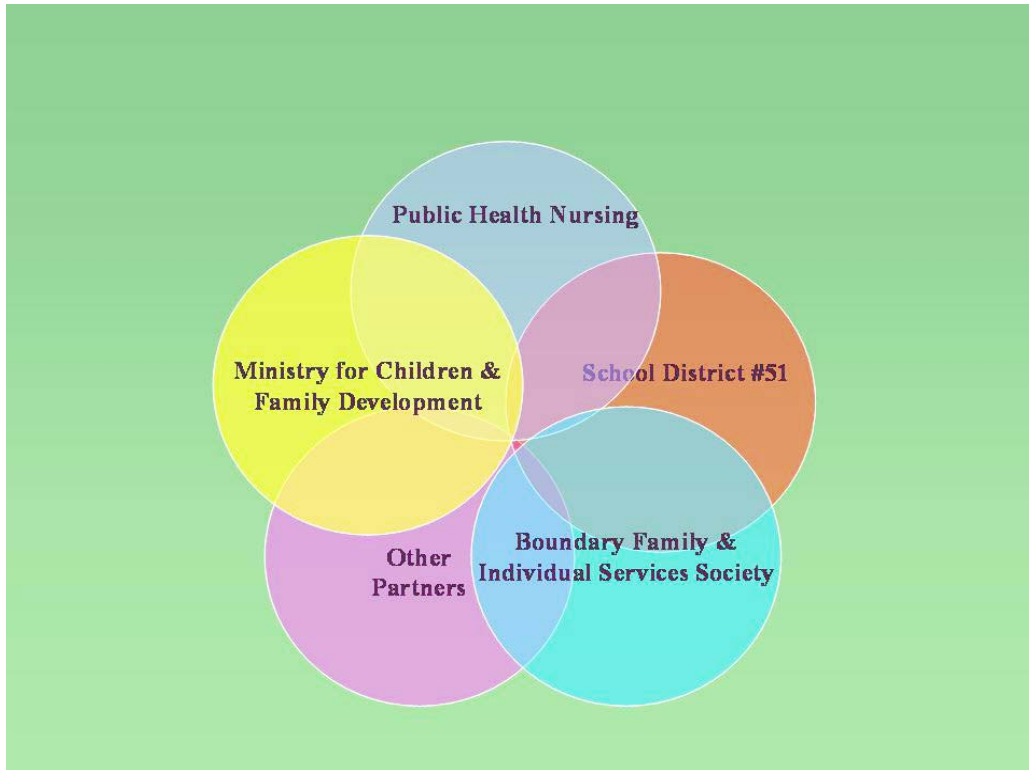 Public Health Nursing
Ministry for Children &
Family Development
School District #51
Other
Partners
Boundary Family &
Individual Services Society